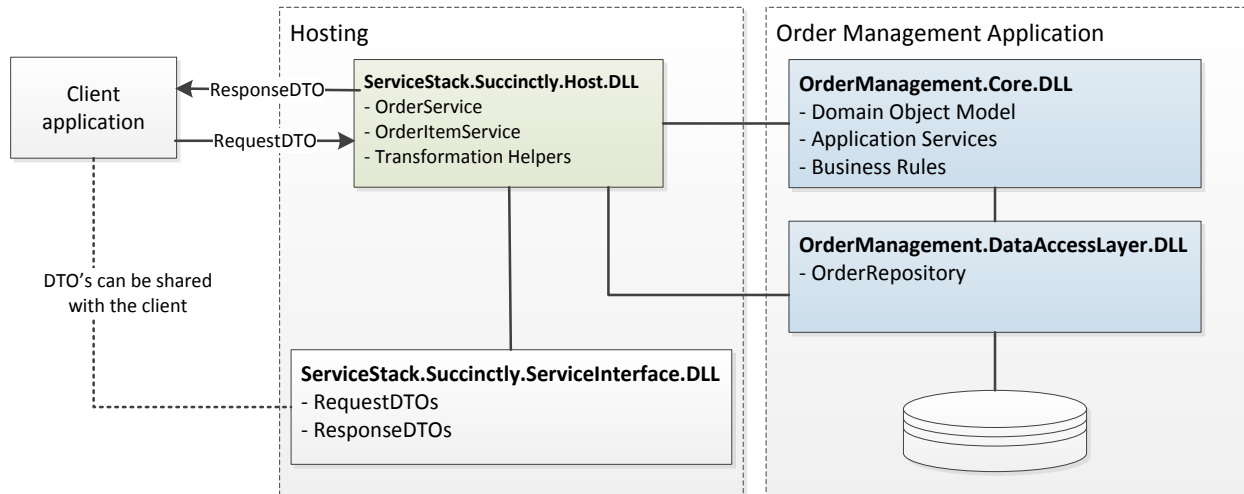 Hosting
Order Management Application
Client
application
ResponseDTO
RequestDTO
ServiceStack.Succinctly.Host.DLL
- OrderService
- OrderItemService
- Transformation Helpers
OrderManagement.Core.DLL
- Domain Object Model
- Application Services
- Business Rules
OrderManagement.DataAccessLayer.DLL
- OrderRepository
DTO's can be shared
with the client
ServiceStack.Succinctly.ServiceInterface.DLL
- RequestDTOs
- ResponseDTOs